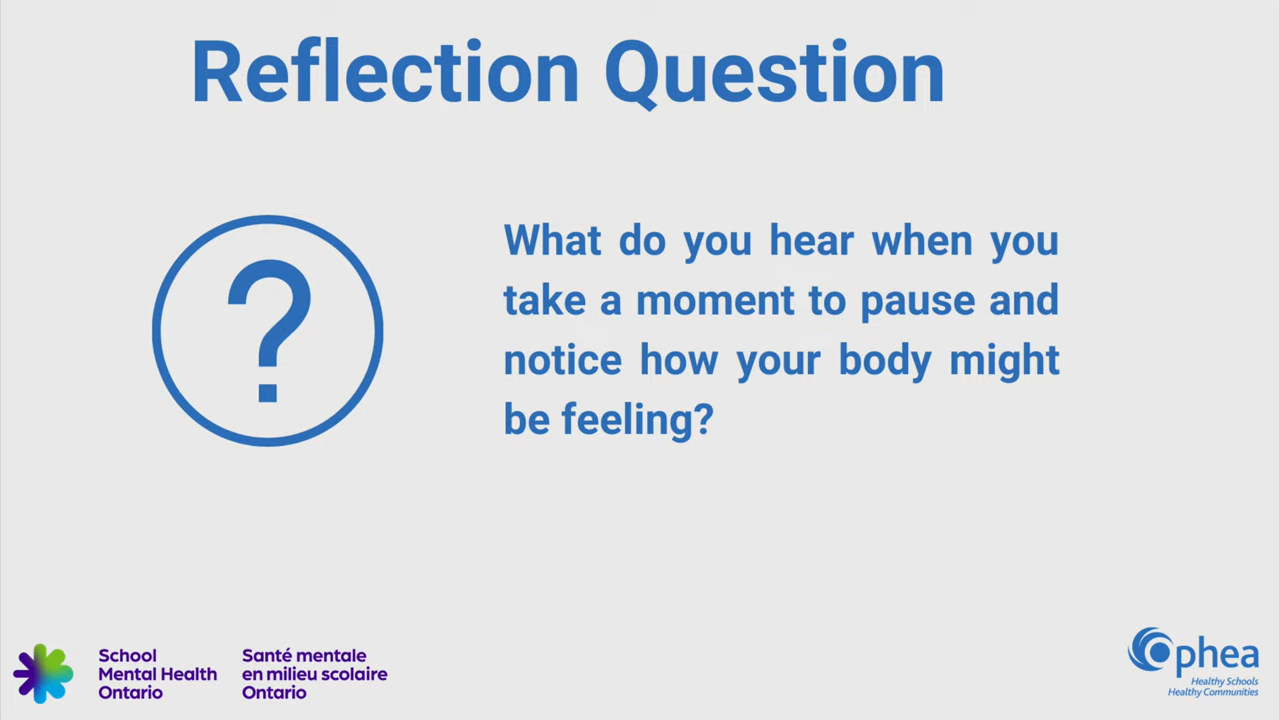 Reflection Question
?
What do you hear when you
take a moment to pause and
notice how your body might
be feeling?
School
Mental Health
Ontario
Santé mentale
en milieu scolaire
Ontario
Ophea
Healthy Schools
Healthy Communities